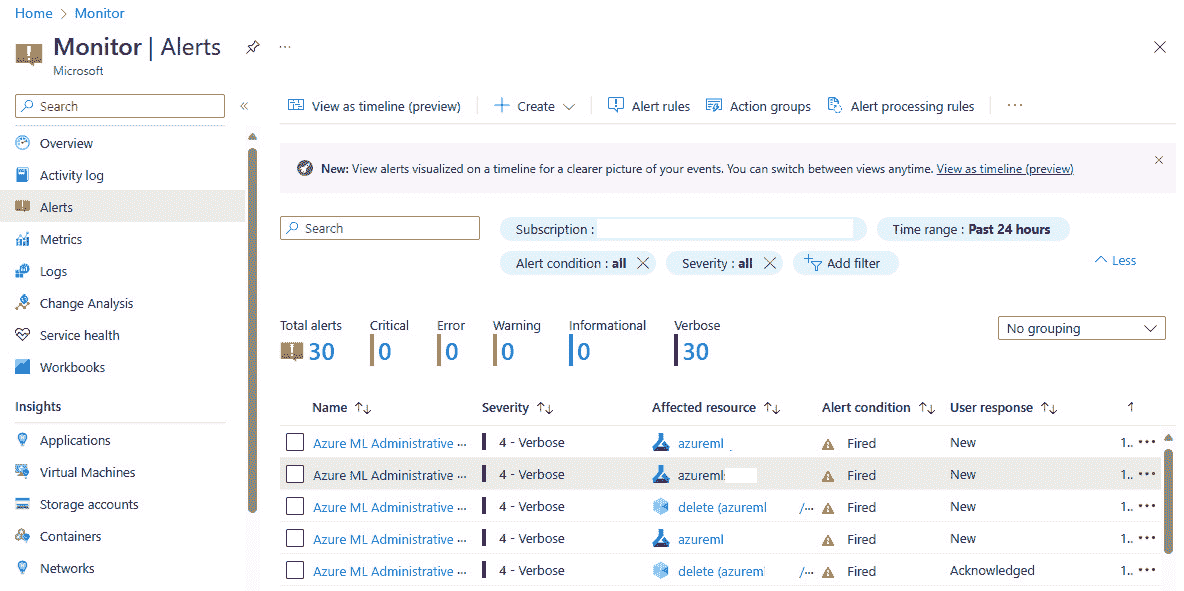 Home > Monitor
Monitor | Alerts
Microsoft
Search
Overview
Activity log
Alerts
Metrics
Logs
Change Analysis
Service health
Workbooks
Insights
Applications
Virtual Machines
Storage accounts
Containers
Networks
View as timeline (preview) Create Alert rules Action groups Alert processing rules ...
New: View alerts visualized on a timeline for a clearer picture of your events. You can switch between views anytime. View as timeline (preview)
Search
Subscription : Time range : Past 24 hours
Alert condition : all Severity : all Add filter Less
Total alerts Critical Error Warning Informational Verbose
30 0 0 0 0 30
No grouping
Name Severity Affected resource Alert condition User response
Azure ML Administrative ... 4 - Verbose azureml Fired New 1..
Azure ML Administrative ... 4 - Verbose azureml Fired New 1..
Azure ML Administrative ... 4 - Verbose delete (azureml /... Fired New 1..
Azure ML Administrative ... 4 - Verbose azureml Fired New 1..
Azure ML Administrative ... 4 - Verbose delete (azureml /... Fired Acknowledged 1..